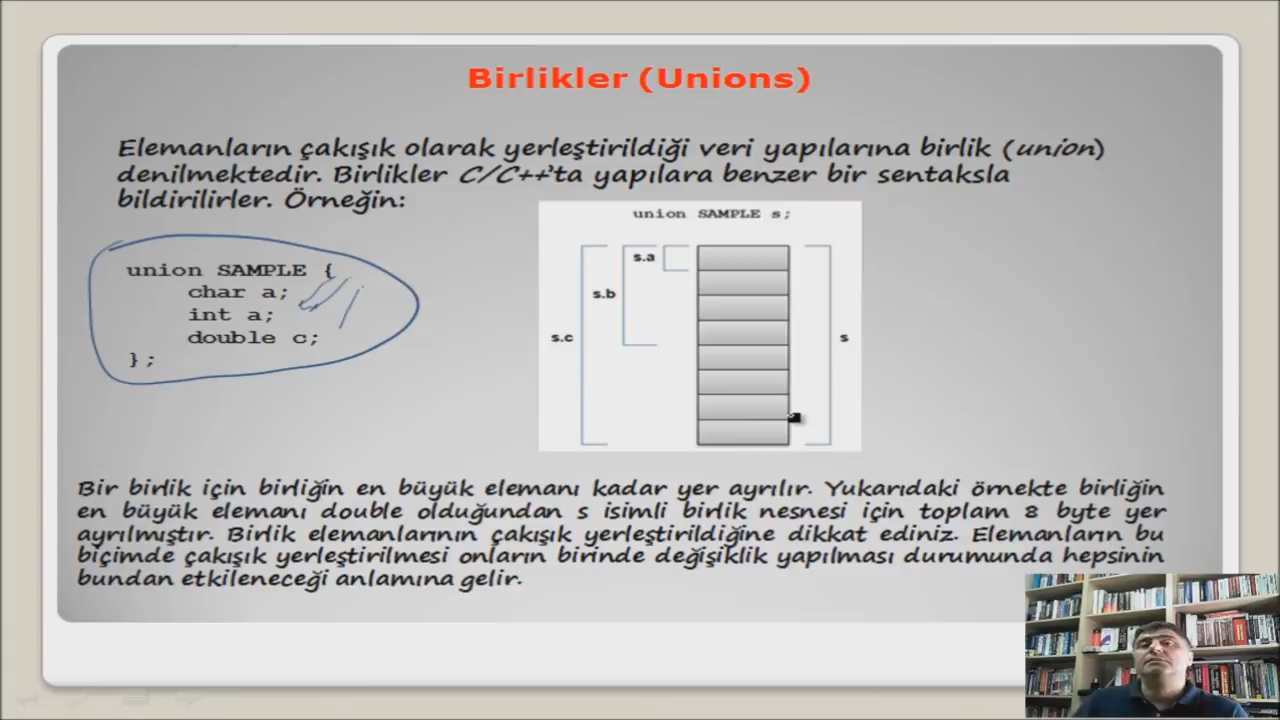 Birlikler (Unions)
Elemanların çakışık olarak yerleştirildiği veri yapılarına birlik (union)
denilmektedir. Birlikler C/C++'ta yapılara benzer bir sentaksla
bildirilirler. Örneğin:
union SAMPLE {
char a;
int a;
double c;
};
union SAMPLE s;
s.a
s.b
s.c
s
Bir birlik için birliğin en büyük elemanı kadar yer ayrılır. Yukarıdaki örnekte birliğin
en büyük elemanı double olduğundan s isimli birlik nesnesi için toplam 8 byte yer
ayrılmıştır. Birlik elemanlarının çakışık yerleştirildiğine dikkat ediniz. Elemanların bu
biçimde çakışık yerleştirilmesi onların birinde değişiklik yapılması durumunda hepsinin
bundan etkileneceği anlamına gelir.